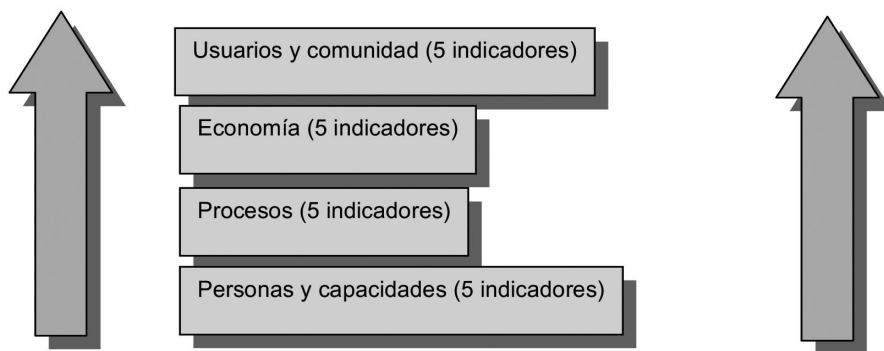 Usuarios y comunidad (5 indicadores)
Economía (5 indicadores)
Procesos (5 indicadores)
Personas y capacidades (5 indicadores)